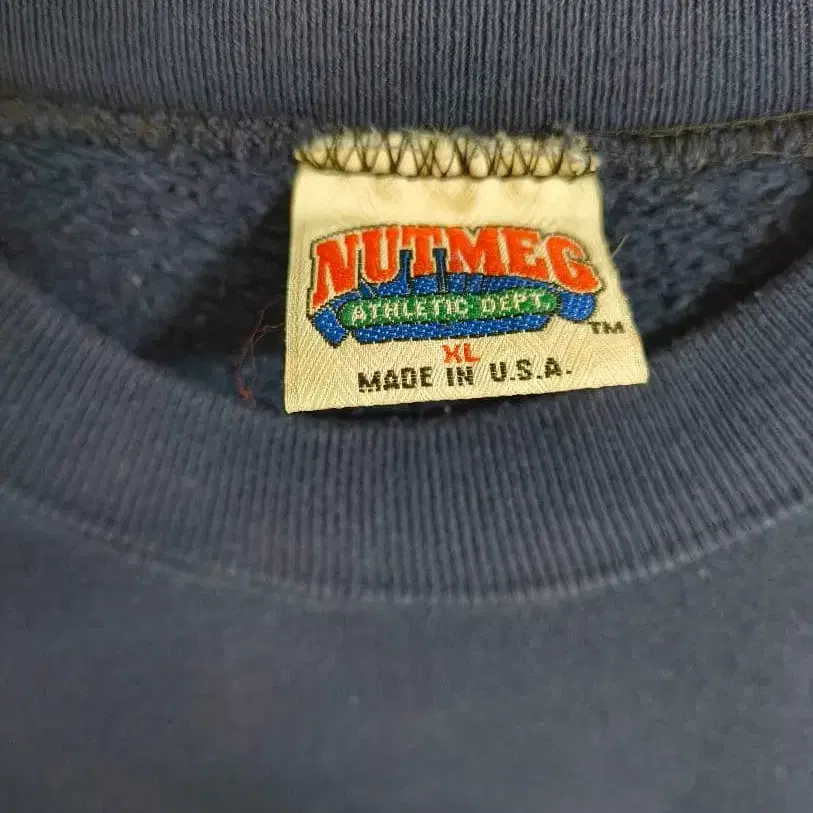 NUTMEG
ATHLETIC DEPT.
TM
XL
MADE IN U.S.A.